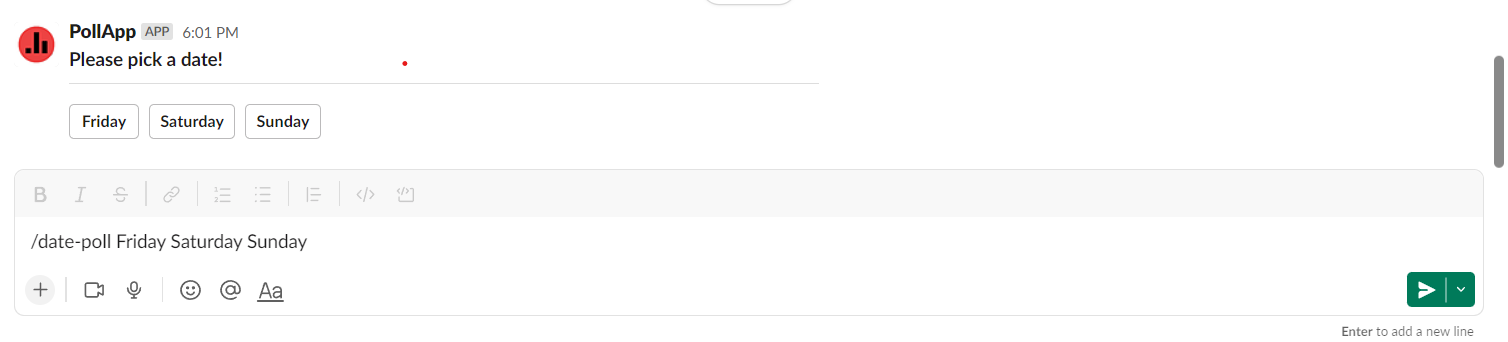 PollApp APP 6:01 PM
Please pick a date!
Friday Saturday Sunday
B I S
/date-poll Friday Saturday Sunday
Aa
Enter to add a new line